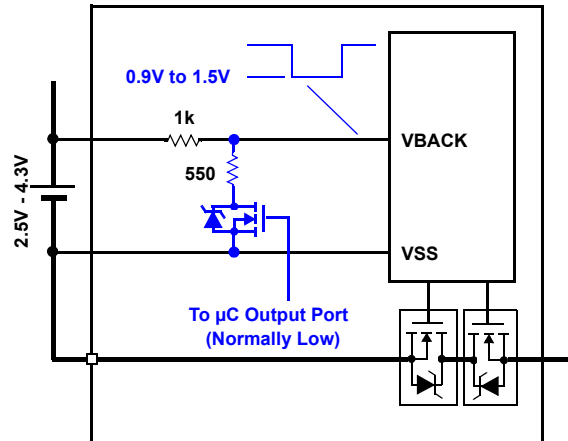 0.9V to 1.5V
1k
VBACK
550
2.5V - 4.3V
VSS
To µC Output Port
(Normally Low)